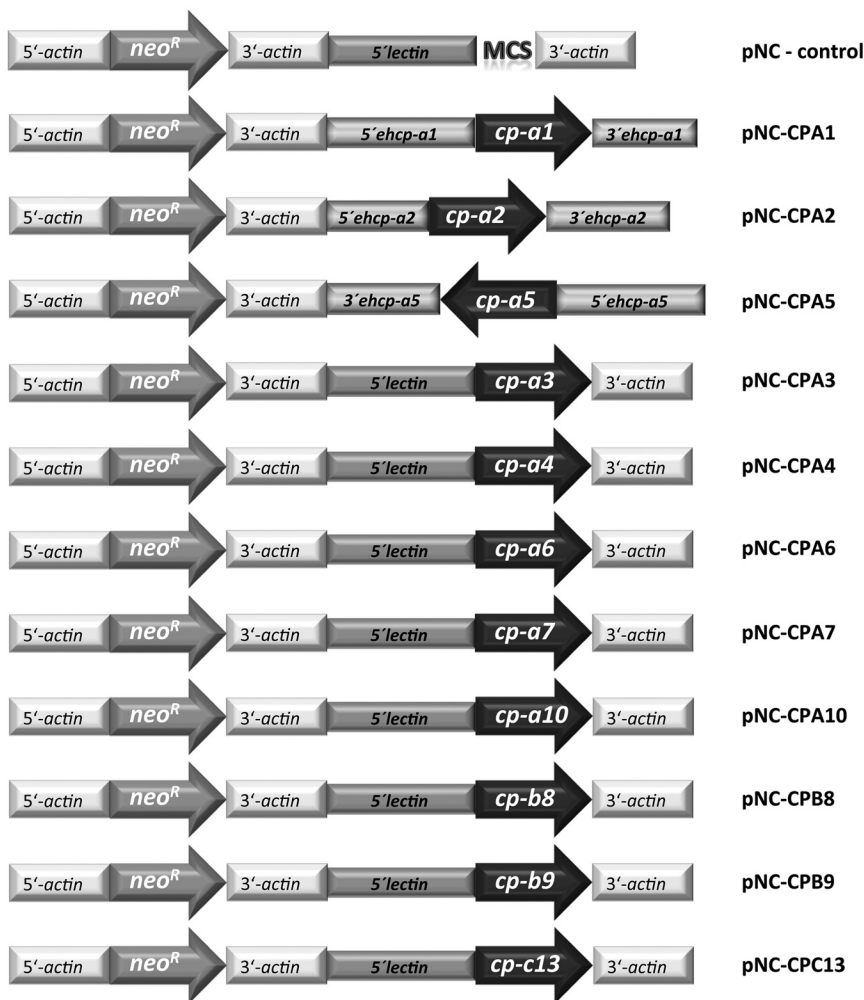 5‘-actin neoR 3‘-actin 5´lectin MCS 3‘-actin pNC - control
5‘-actin neoR 3‘-actin 5´ehcp-a1 cp-a1 3´ehcp-a1 pNC-CPA1
5‘-actin neoR 3‘-actin 5´ehcp-a2 cp-a2 3´ehcp-a2 pNC-CPA2
5‘-actin neoR 3‘-actin 3´ehcp-a5 cp-a5 5´ehcp-a5 pNC-CPA5
5‘-actin neoR 3‘-actin 5´lectin cp-a3 3‘-actin pNC-CPA3
5‘-actin neoR 3‘-actin 5´lectin cp-a4 3‘-actin pNC-CPA4
5‘-actin neoR 3‘-actin 5´lectin cp-a6 3‘-actin pNC-CPA6
5‘-actin neoR 3‘-actin 5´lectin cp-a7 3‘-actin pNC-CPA7
5‘-actin neoR 3‘-actin 5´lectin cp-a10 3‘-actin pNC-CPA10
5‘-actin neoR 3‘-actin 5´lectin cp-b8 3‘-actin pNC-CPB8
5‘-actin neoR 3‘-actin 5´lectin cp-b9 3‘-actin pNC-CPB9
5‘-actin neoR 3‘-actin 5´lectin cp-c13 3‘-actin pNC-CPC13